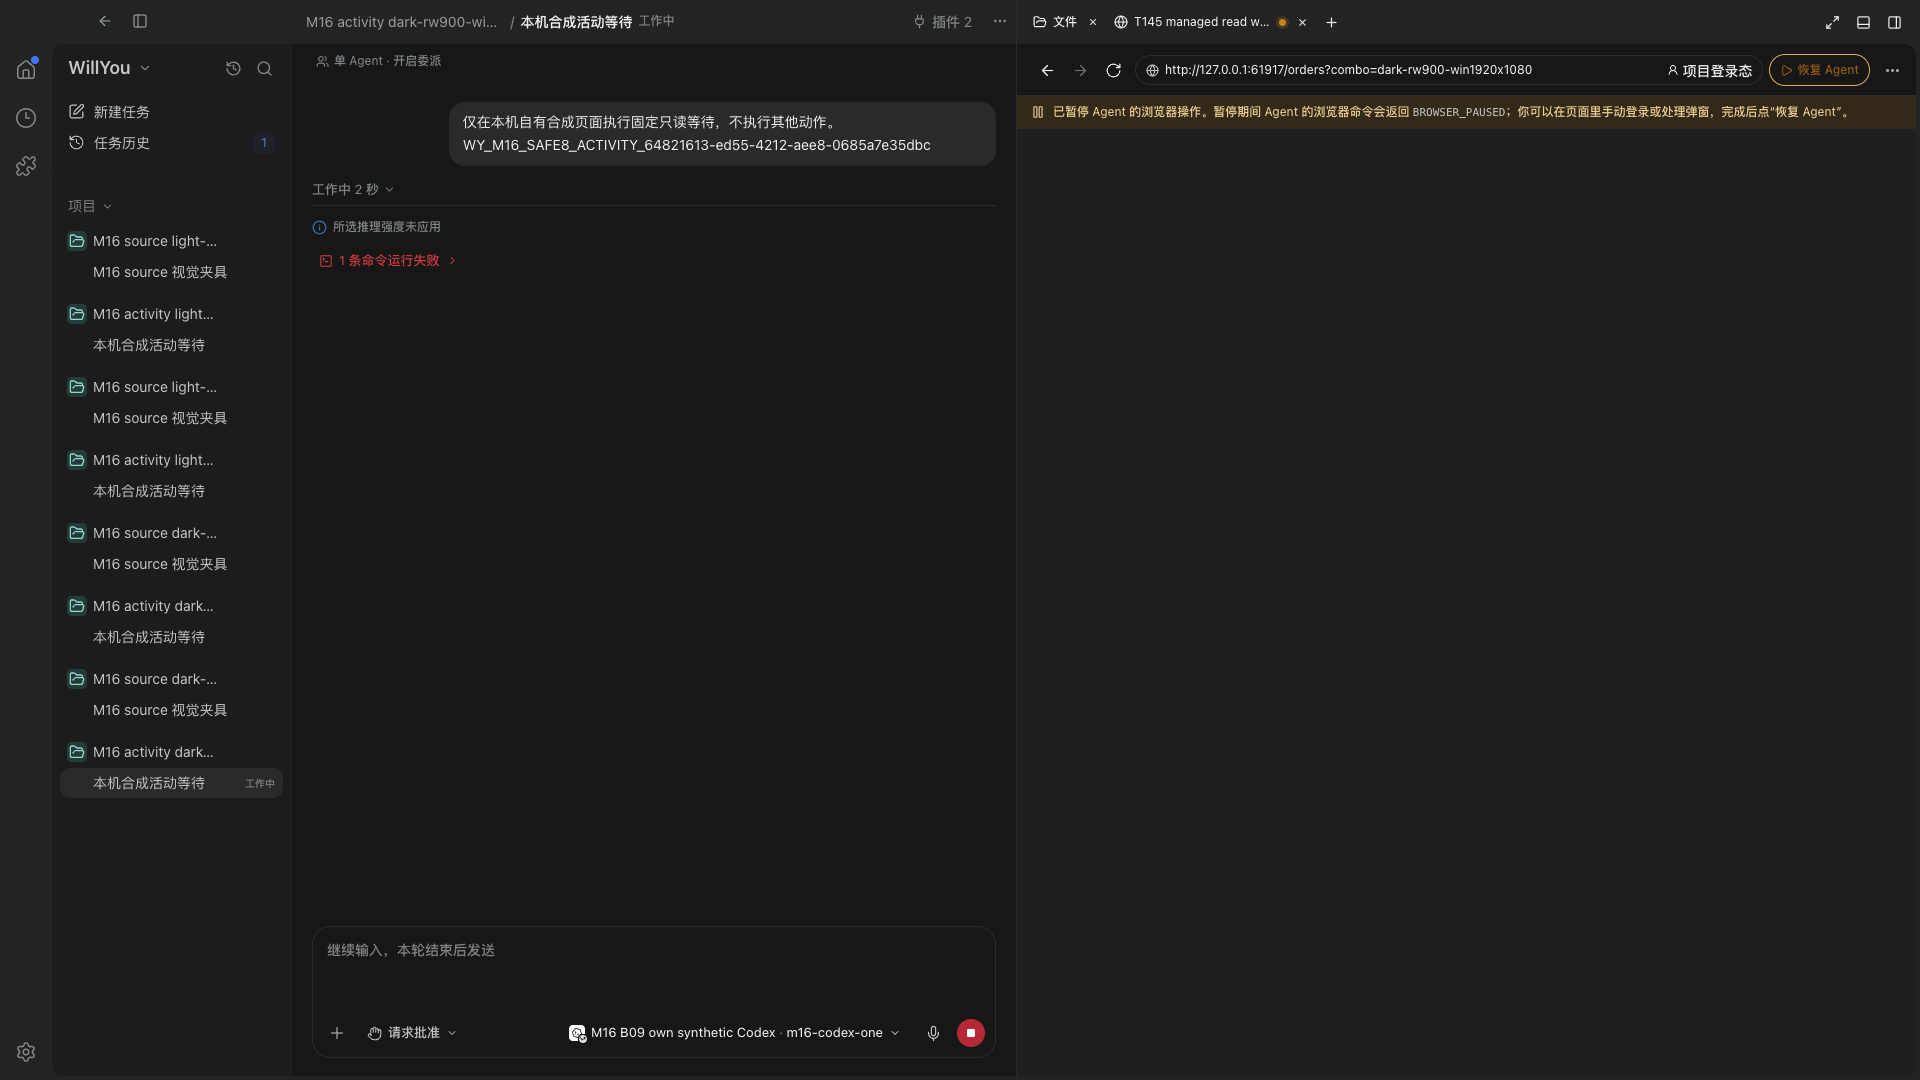 M16 activity dark-rw900-wi... / 本机合成活动等待 工作中
插件 2
文件
T145 managed read w...
WillYou
新建任务
任务历史 1
项目
M16 source light-...
M16 source 视觉夹具
M16 activity light...
本机合成活动等待
M16 source light-...
M16 source 视觉夹具
M16 activity light...
本机合成活动等待
M16 source dark-...
M16 source 视觉夹具
M16 activity dark...
本机合成活动等待
M16 source dark-...
M16 source 视觉夹具
M16 activity dark...
本机合成活动等待 工作中
单 Agent · 开启委派
仅在本机自有合成页面执行固定只读等待，不执行其他动作。
WY_M16_SAFE8_ACTIVITY_64821613-ed55-4212-aee8-0685a7e35dbc
工作中 2 秒
所选推理强度未应用
1 条命令运行失败
继续输入，本轮结束后发送
请求批准
M16 B09 own synthetic Codex · m16-codex-one
http://127.0.0.1:61917/orders?combo=dark-rw900-win1920x1080
项目登录态
恢复 Agent
已暂停 Agent 的浏览器操作。暂停期间 Agent 的浏览器命令会返回 BROWSER_PAUSED；你可以在页面里手动登录或处理弹窗，完成后点“恢复 Agent”。